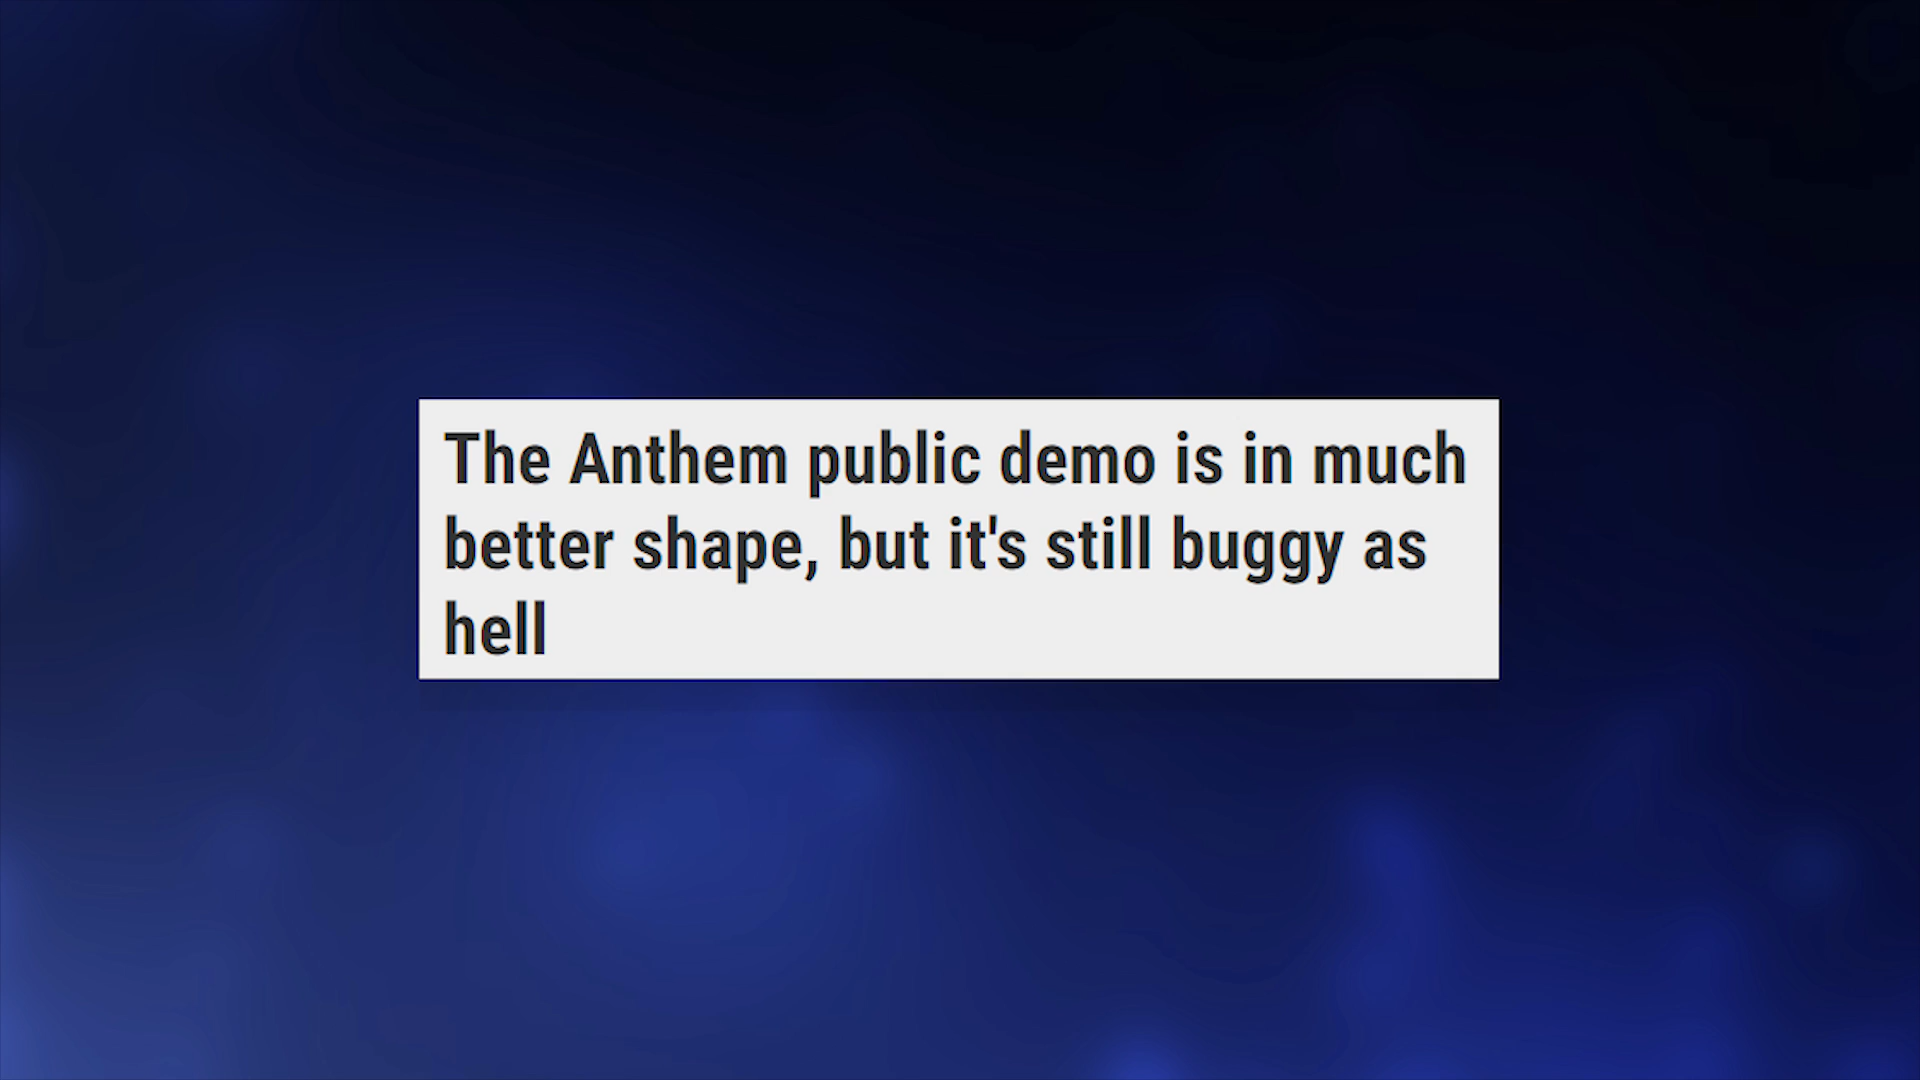 The Anthem public demo is in much
better shape, but it's still buggy as
hell